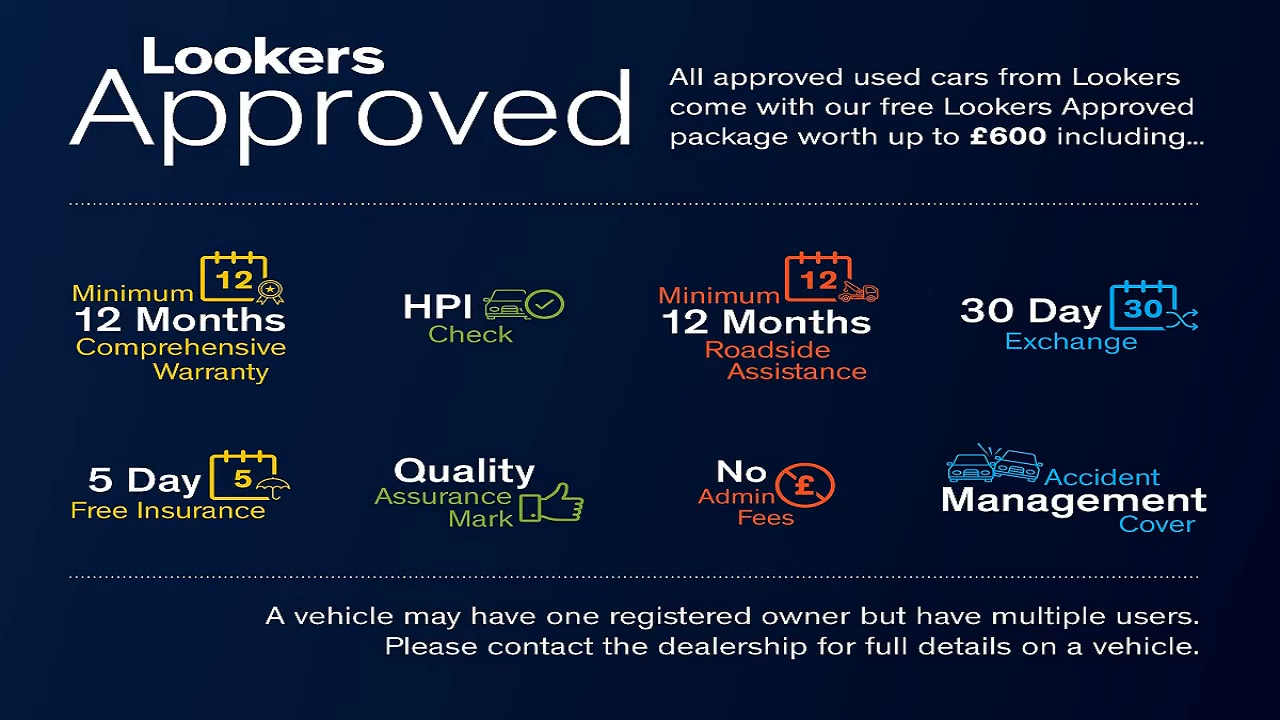 Lookers
Approved
All approved used cars from Lookers
come with our free Lookers Approved
package worth up to £600 including...
12
Minimum
12 Months
Comprehensive
Warranty
HPI
Check
12
Minimum
12 Months
Roadside
Assistance
30 Day 30
Exchange
5 Day 5
Free Insurance
Quality
Assurance
Mark
No £
Admin
Fees
Accident
Management
Cover
A vehicle may have one registered owner but have multiple users.
Please contact the dealership for full details on a vehicle.